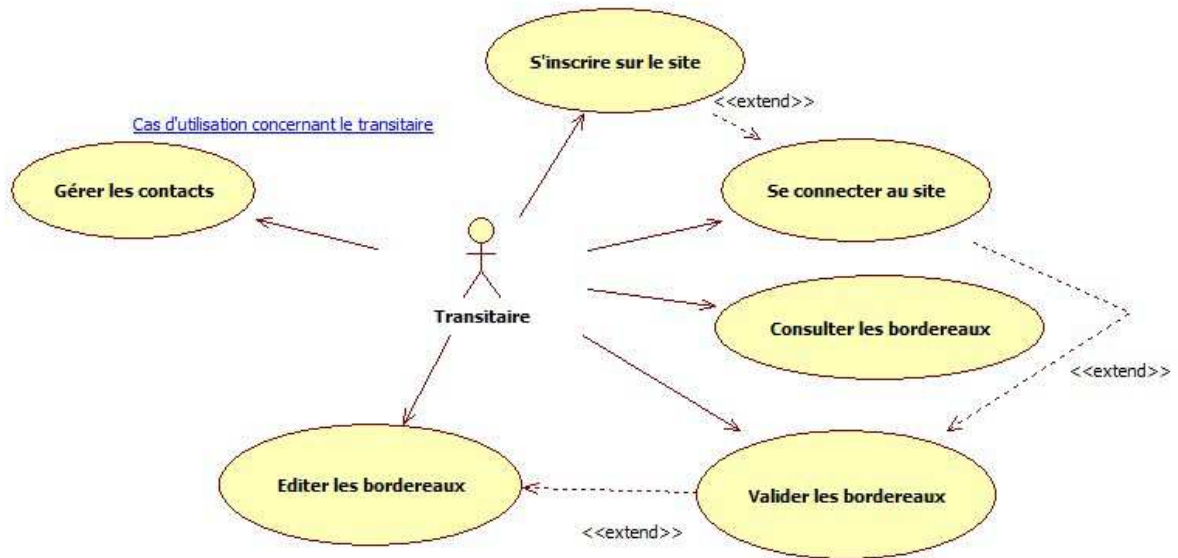 S'inscrire sur le site
<<extend>>
Cas d'utilisation concernant le transitaire
Gérer les contacts
Se connecter au site
Transitaire
Consulter les bordereaux
<<extend>>
Editer les bordereaux
Valider les bordereaux
<<extend>>